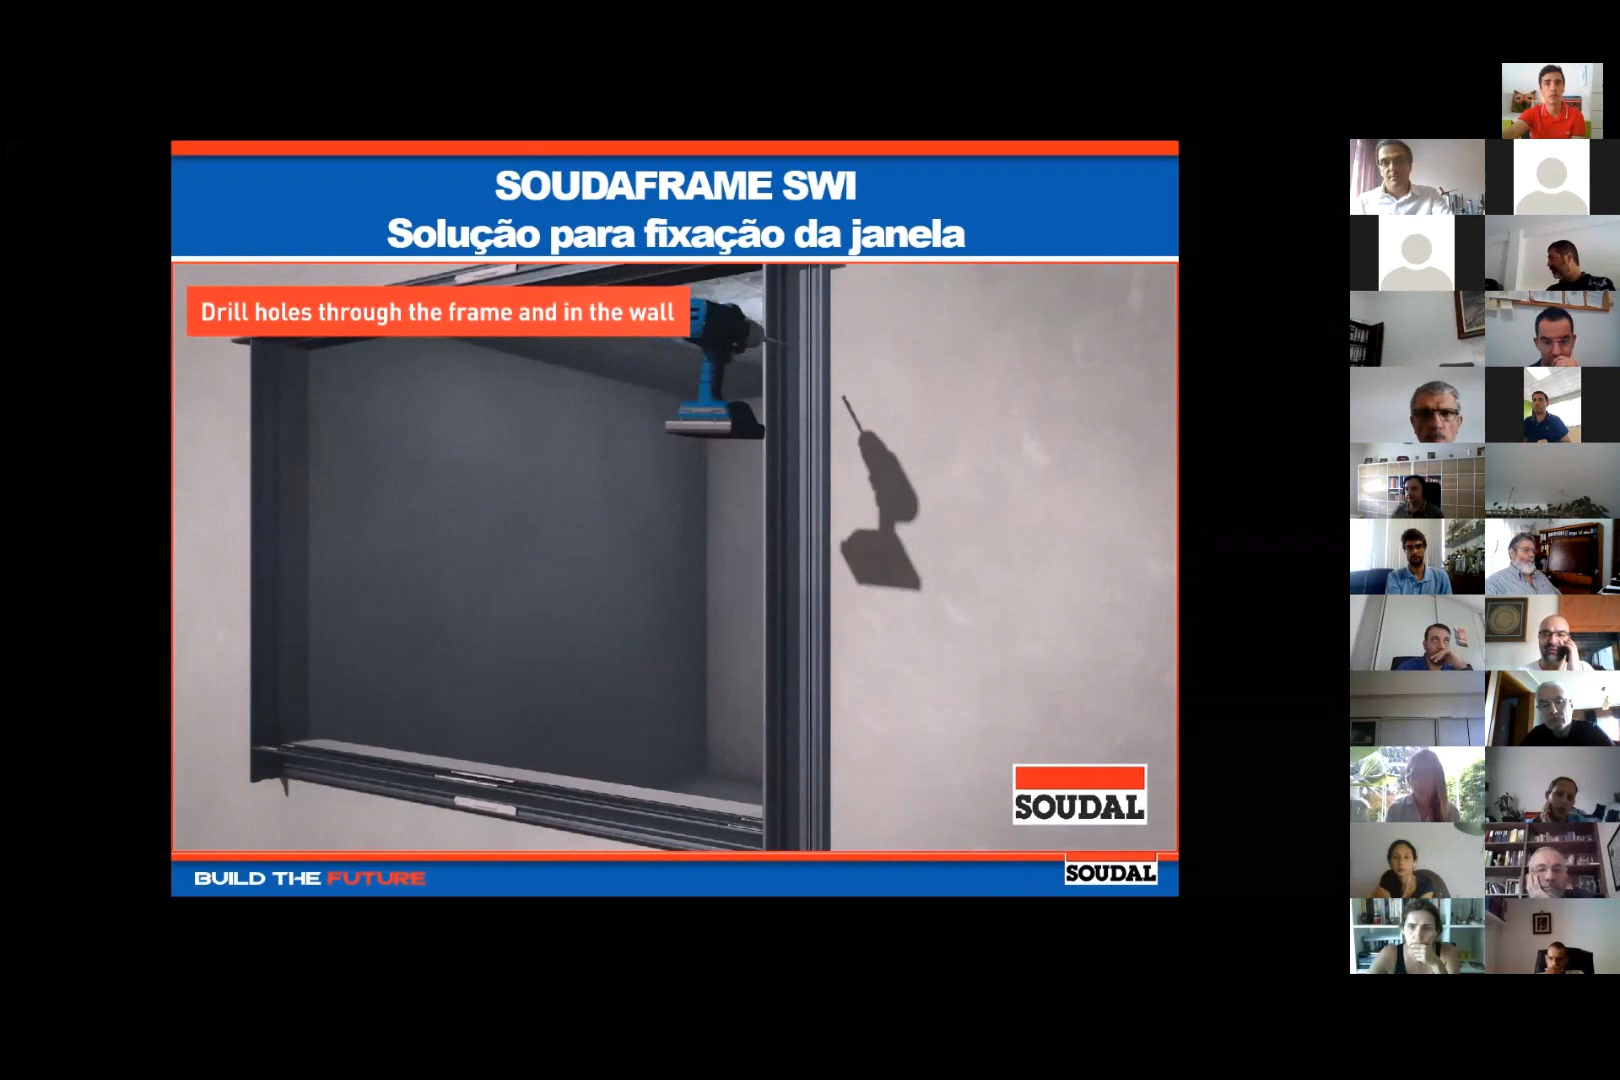 SOUDAFRAME SWI
Solução para fixação da janela
Drill holes through the frame and in the wall
SOUDAL
BUILD THE FUTURE
SOUDAL